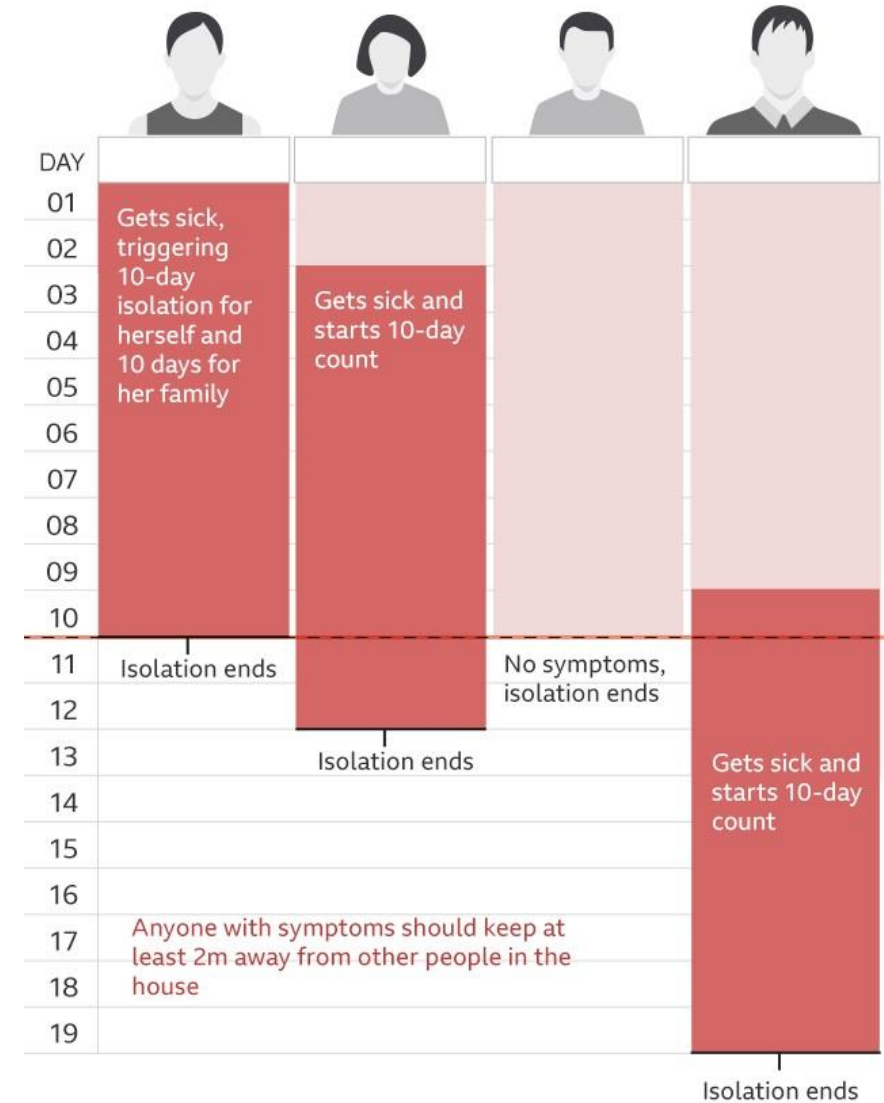 DAY
01
02
03
04
05
06
07
08
09
10
11
12
13
14
15
16
17
18
19
Gets sick,
triggering
10-day
isolation for
herself and
10 days for
her family
Isolation ends
Gets sick and
starts 10-day
count
Isolation ends
No symptoms,
isolation ends
Gets sick and
starts 10-day
count
Isolation ends
Anyone with symptoms should keep at
least 2m away from other people in the
house